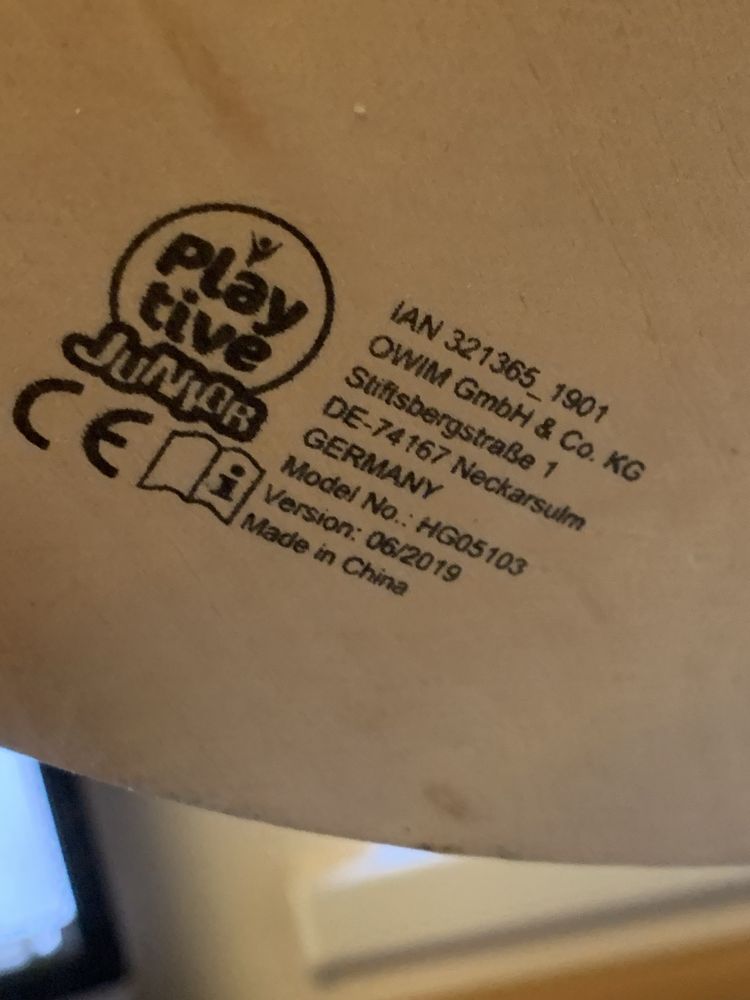 Play
tive
JUNIOR
CE
i
IAN 321365_1901
OWIM GmbH & Co. KG
Stiftsbergstraße 1
DE-74167 Neckarsulm
GERMANY
Model No.: HG05103
Version: 06/2019
Made in China